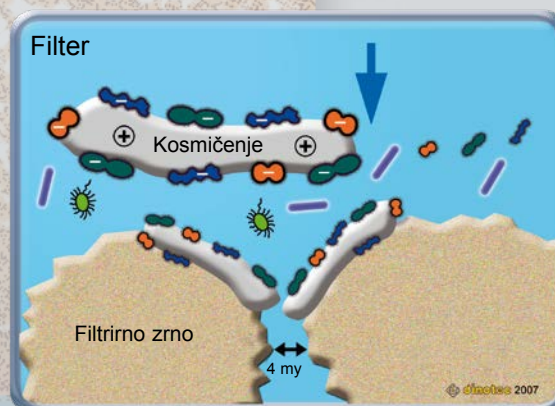 Filter
Kosmičenje
Filtrirno zrno
4 my
© dinotec 2007